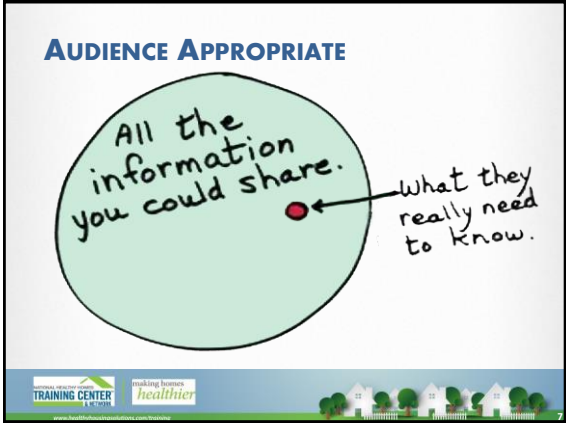 AUDIENCE APPROPRIATE
All the
information
you could share.
What they
really need
to know.
NATIONAL HEALTHY HOMES
TRAINING CENTER
& NETWORK
making homes
healthier
www.healthyhousingsolutions.com/training
7